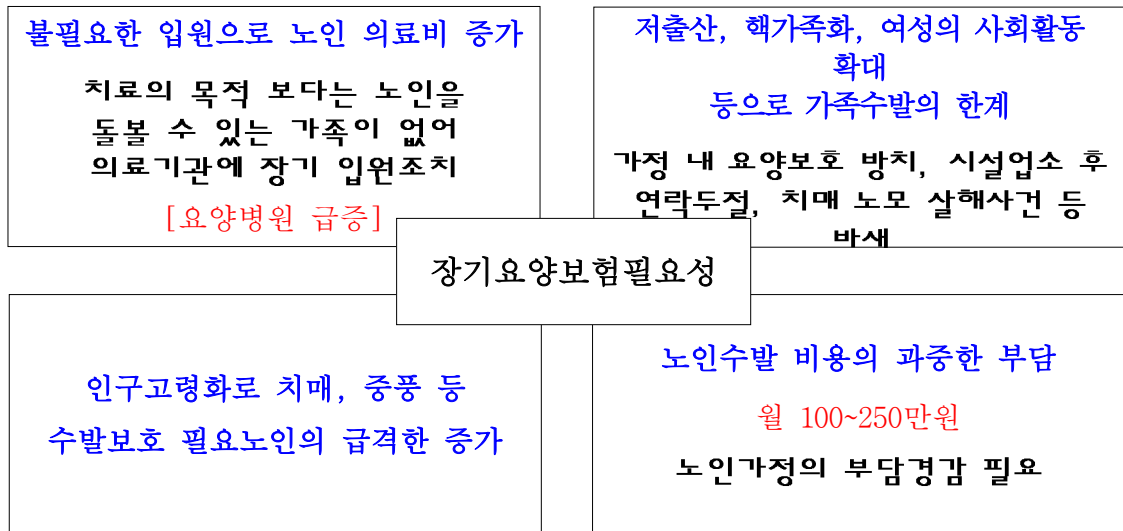 불필요한 입원으로 노인 의료비 증가
치료의 목적 보다는 노인을
돌볼 수 있는 가족이 없어
의료기관에 장기 입원조치
[요양병원 급증]
저출산, 핵가족화, 여성의 사회활동
확대
등으로 가족수발의 한계
가정 내 요양보호 방치, 시설업소 후
연락두절, 치매 노모 살해사건 등
장기요양보험필요성
인구고령화로 치매, 중풍 등
수발보호 필요노인의 급격한 증가
노인수발 비용의 과중한 부담
월 100~250만원
노인가정의 부담경감 필요